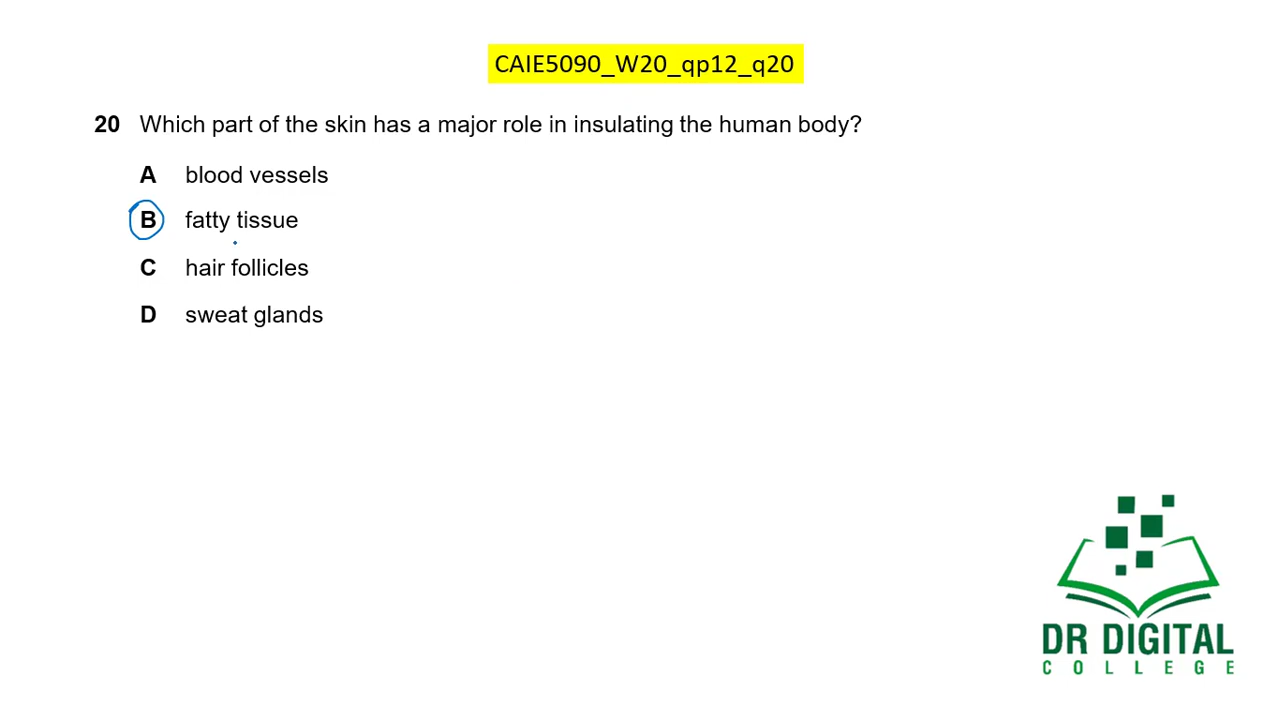 CAIE5090_W20_qp12_q20
20 Which part of the skin has a major role in insulating the human body?
A blood vessels
B fatty tissue
C hair follicles
D sweat glands
DR DIGITAL
COLLEGE